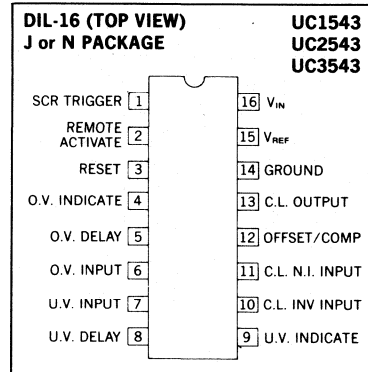 DIL-16 (TOP VIEW)
J or N PACKAGE
UC1543
UC2543
UC3543
SCR TRIGGER 1
REMOTE
ACTIVATE 2
RESET 3
O.V. INDICATE 4
O.V. DELAY 5
O.V. INPUT 6
U.V. INPUT 7
U.V. DELAY 8
16 VIN
15 VREF
14 GROUND
13 C.L. OUTPUT
12 OFFSET/COMP
11 C.L. N.I. INPUT
10 C.L. INV INPUT
9 U.V. INDICATE